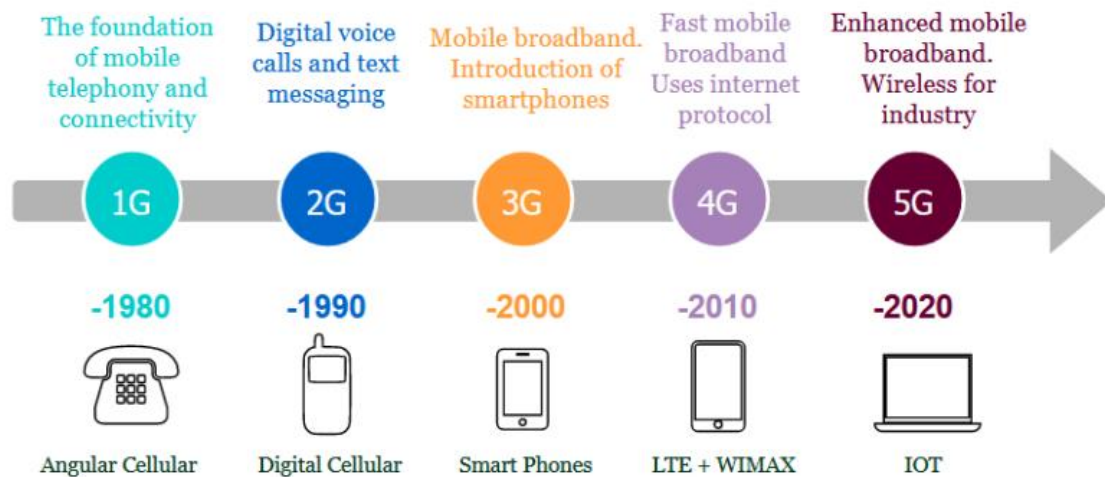 The foundation
of mobile
telephony and
connectivity
Digital voice
calls and text
messaging
Mobile broadband.
Introduction of
smartphones
Fast mobile
broadband
Uses internet
protocol
Enhanced mobile
broadband.
Wireless for
industry
1G
2G
3G
4G
5G
-1980
-1990
-2000
-2010
-2020
Angular Cellular
Digital Cellular
Smart Phones
LTE + WIMAX
IOT